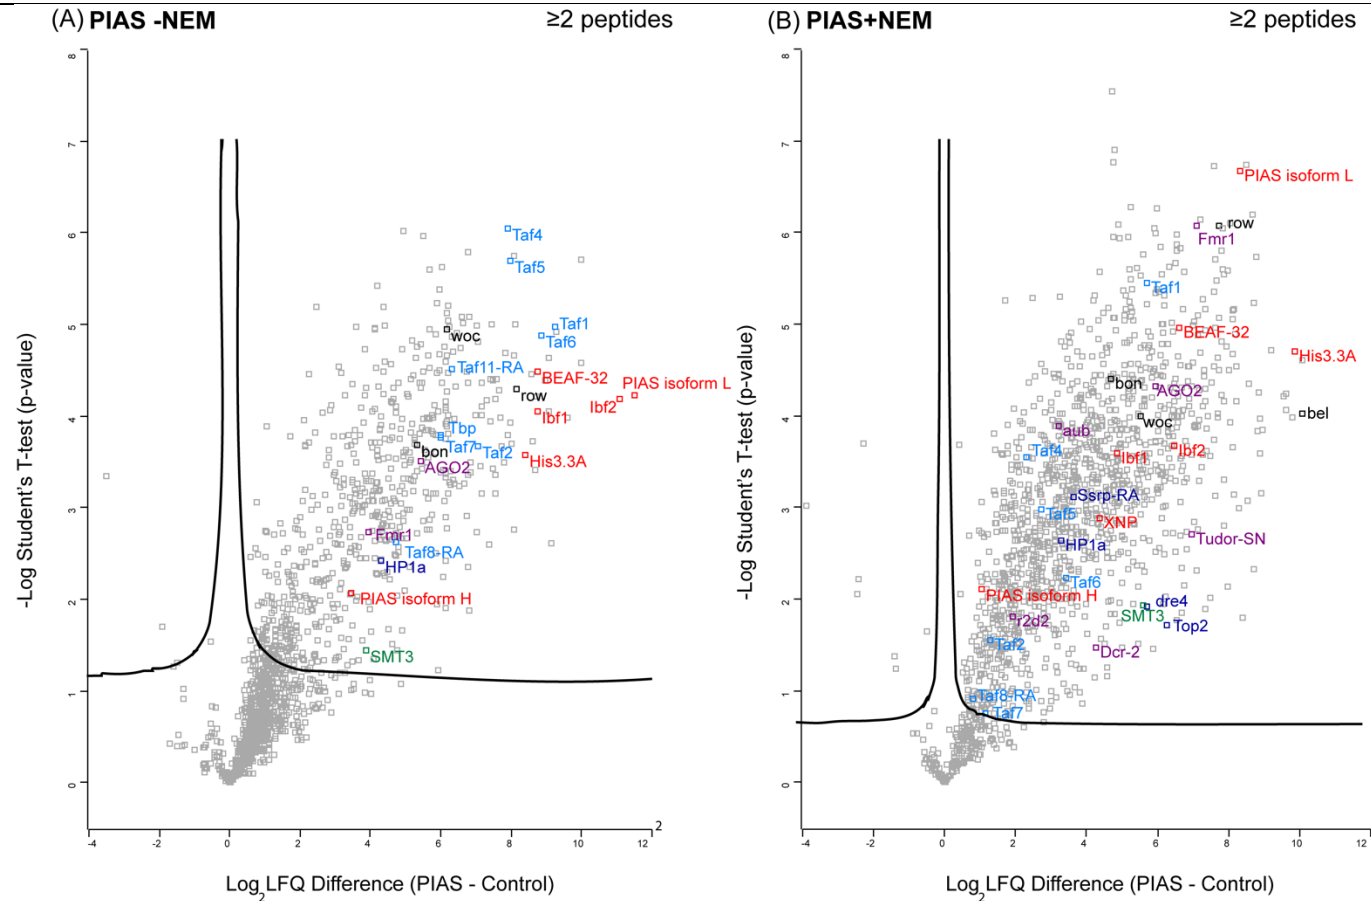 (A) PIAS -NEM
≥2 peptides
8
7
6
5
4
3
2
1
0
-Log Student's T-test (p-value)
Taf4
Taf5
Taf1
woc
Taf6
Taf11-RA
BEAF-32
PIAS isoform L
row
Ibf2
Ibf1
Tbp
Taf7
bon
Taf2
AGO2
His3.3A
Fmr1
Taf8-RA
HP1a
PIAS isoform H
SMT3
-4
-2
0
2
4
6
8
10
12
2
Log2LFQ Difference (PIAS - Control)
(B) PIAS+NEM
≥2 peptides
8
7
6
5
4
3
2
1
0
-Log Student's T-test (p-value)
PIAS isoform L
row
Fmr1
Taf1
BEAF-32
His3.3A
bon
AGO2
bel
woc
aub
Taf4
Ibf1
Ibf2
Ssrp-RA
Taf5
XNP
Tudor-SN
HP1a
Taf6
PIAS isoform H
dre4
SMT3
r2d2
Top2
Taf2
Dcr-2
Taf8-RA
Taf7
-4
-2
0
2
4
6
8
10
12
Log2LFQ Difference (PIAS - Control)